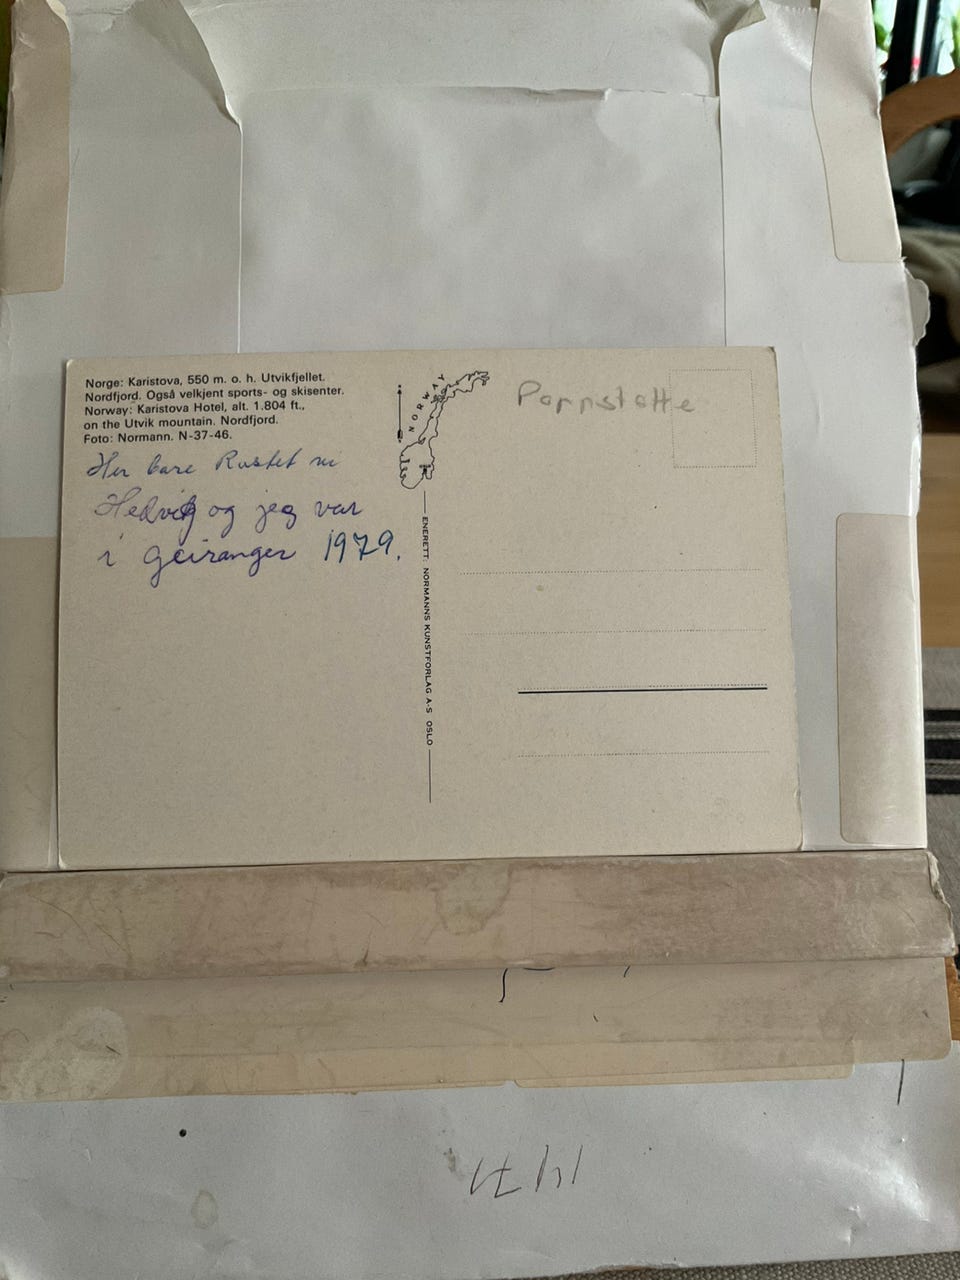 Norge: Karistova, 550 m. o. h. Utvikfjellet.
Nordfjord. Også velkjent sports- og skisenter.
Norway: Karistova Hotel, alt. 1.804 ft.,
on the Utvik mountain. Nordfjord.
Foto: Normann. N-37-46.
Her bare Rastet vi
Hedvig og jeg var
i Geiranger 1979.
NORWAY
ENERETT: NORMANNS KUNSTFORLAG A-S OSLO